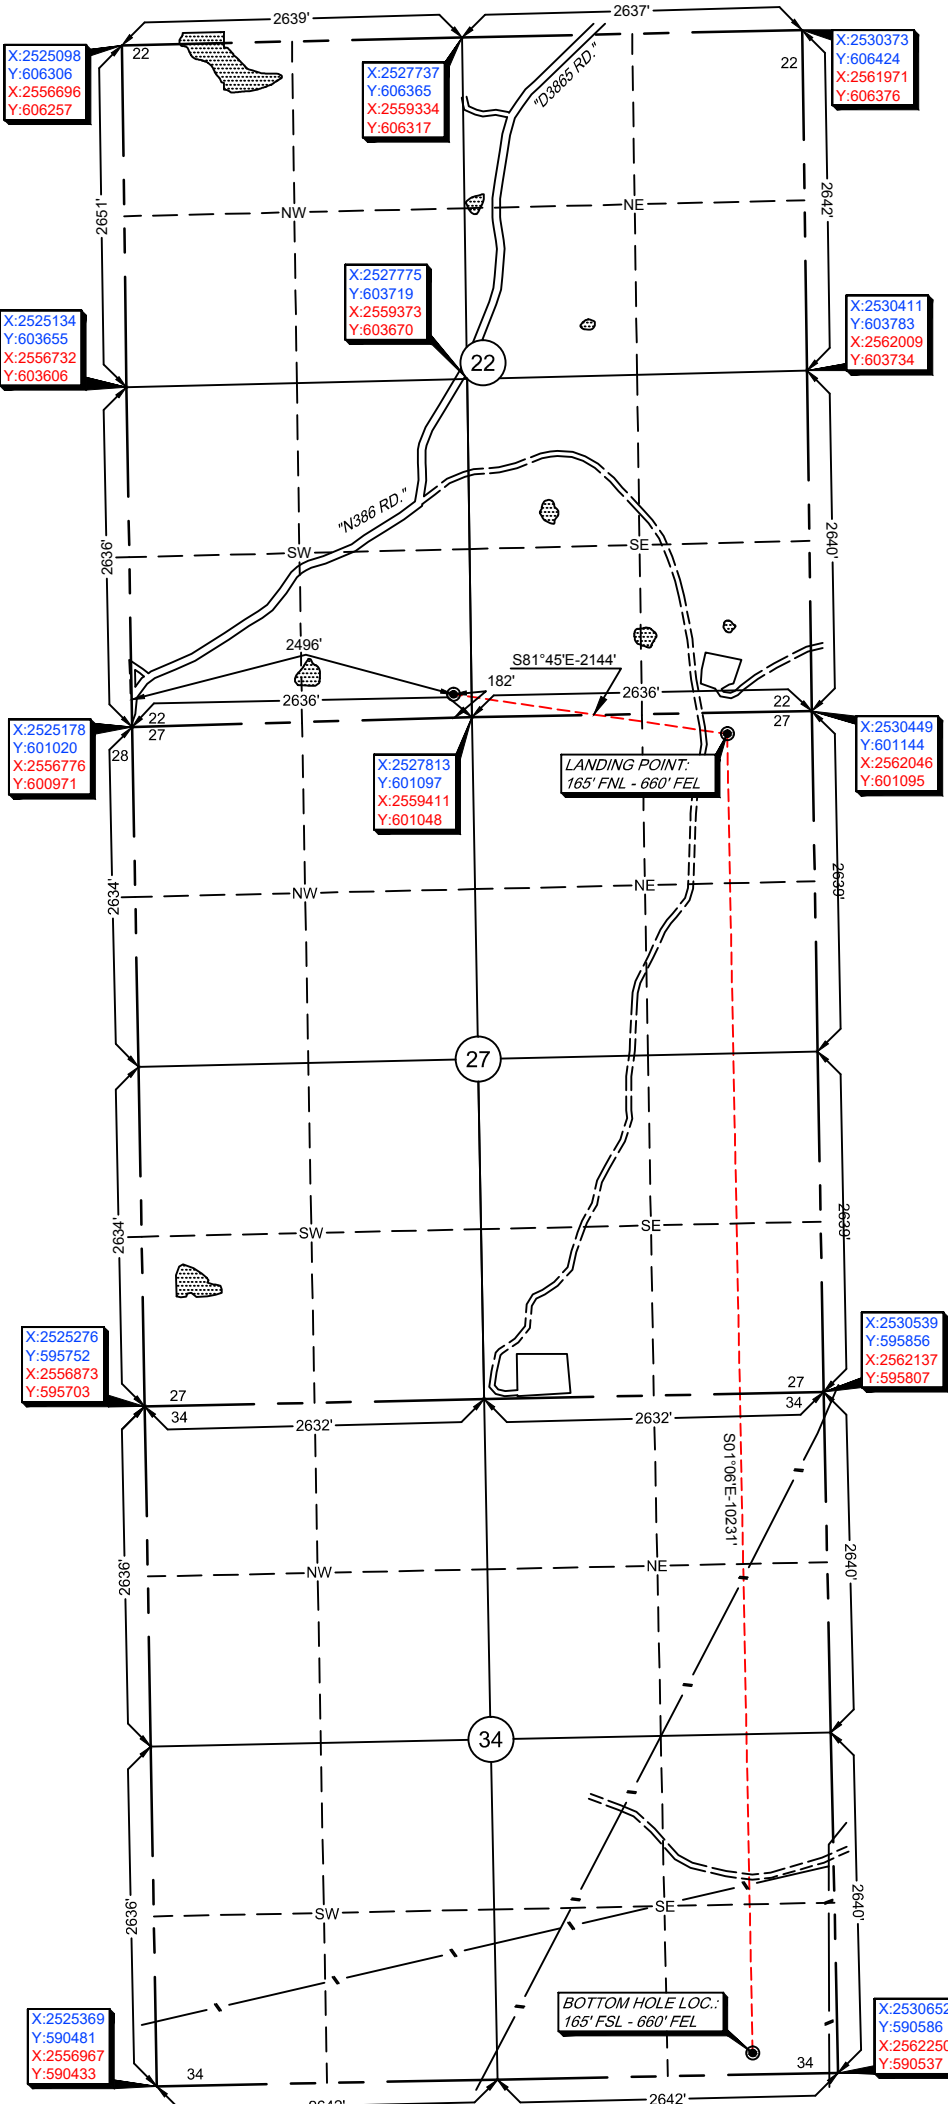 2639'
2637'
X:2525098
Y:606306
X:2556696
Y:606257
22
X:2527737
Y:606365
X:2559334
Y:606317
"D3865 RD."
22
X:2530373
Y:606424
X:2561971
Y:606376
2651'
NW
NE
2642'
X:2525134
Y:603655
X:2556732
Y:603606
X:2527775
Y:603719
X:2559373
Y:603670
22
X:2530411
Y:603783
X:2562009
Y:603734
"N386 RD."
2636'
SW
SE
2640'
2496'
S81°45'E-2144'
182'
2636'
2636'
22
27
28
22
27
X:2525178
Y:601020
X:2556776
Y:600971
X:2527813
Y:601097
X:2559411
Y:601048
LANDING POINT:
165' FNL - 660' FEL
X:2530449
Y:601144
X:2562046
Y:601095
2634'
NW
NE
2639'
27
2634'
SW
SE
2639'
X:2525276
Y:595752
X:2556873
Y:595703
27
34
2632'
2632'
27
34
X:2530539
Y:595856
X:2562137
Y:595807
S01°06'E-10231'
2636'
NW
NE
2640'
34
2636'
SW
SE
2640'
BOTTOM HOLE LOC.:
165' FSL - 660' FEL
X:2525369
Y:590481
X:2556967
Y:590433
34
34
X:2530652
Y:590586
X:2562250
Y:590537
2642'
2642'